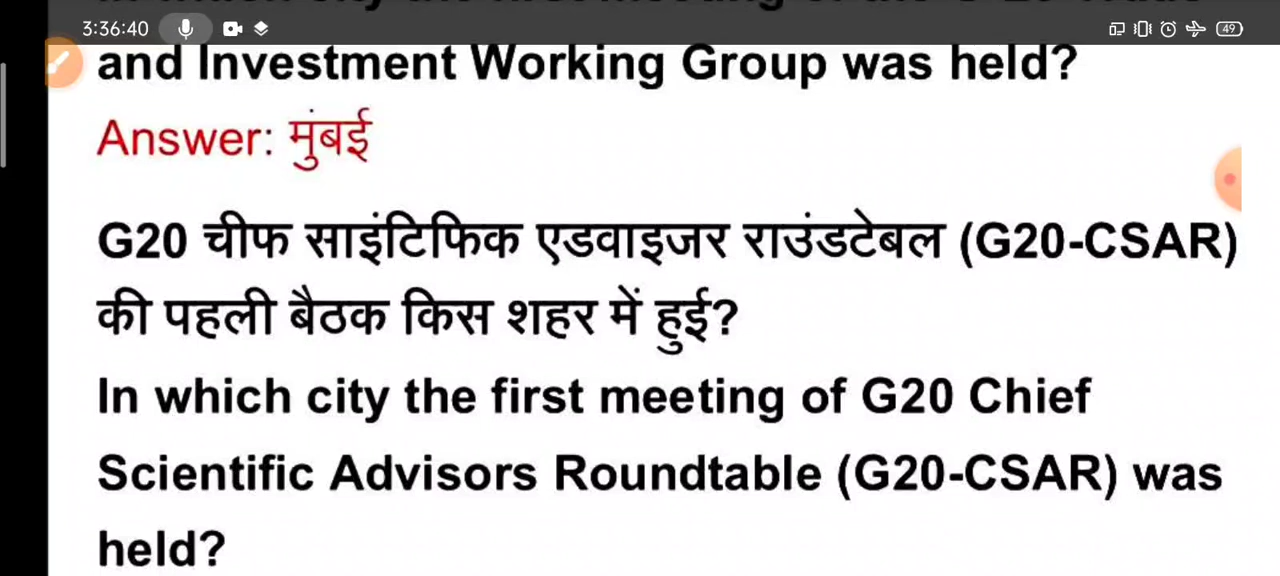 3:36:40
49
and Investment Working Group was held?
Answer: मुंबई
G20 चीफ साइंटिफिक एडवाइजर राउंडटेबल (G20-CSAR)
की पहली बैठक किस शहर में हुई?
In which city the first meeting of G20 Chief
Scientific Advisors Roundtable (G20-CSAR) was
held?